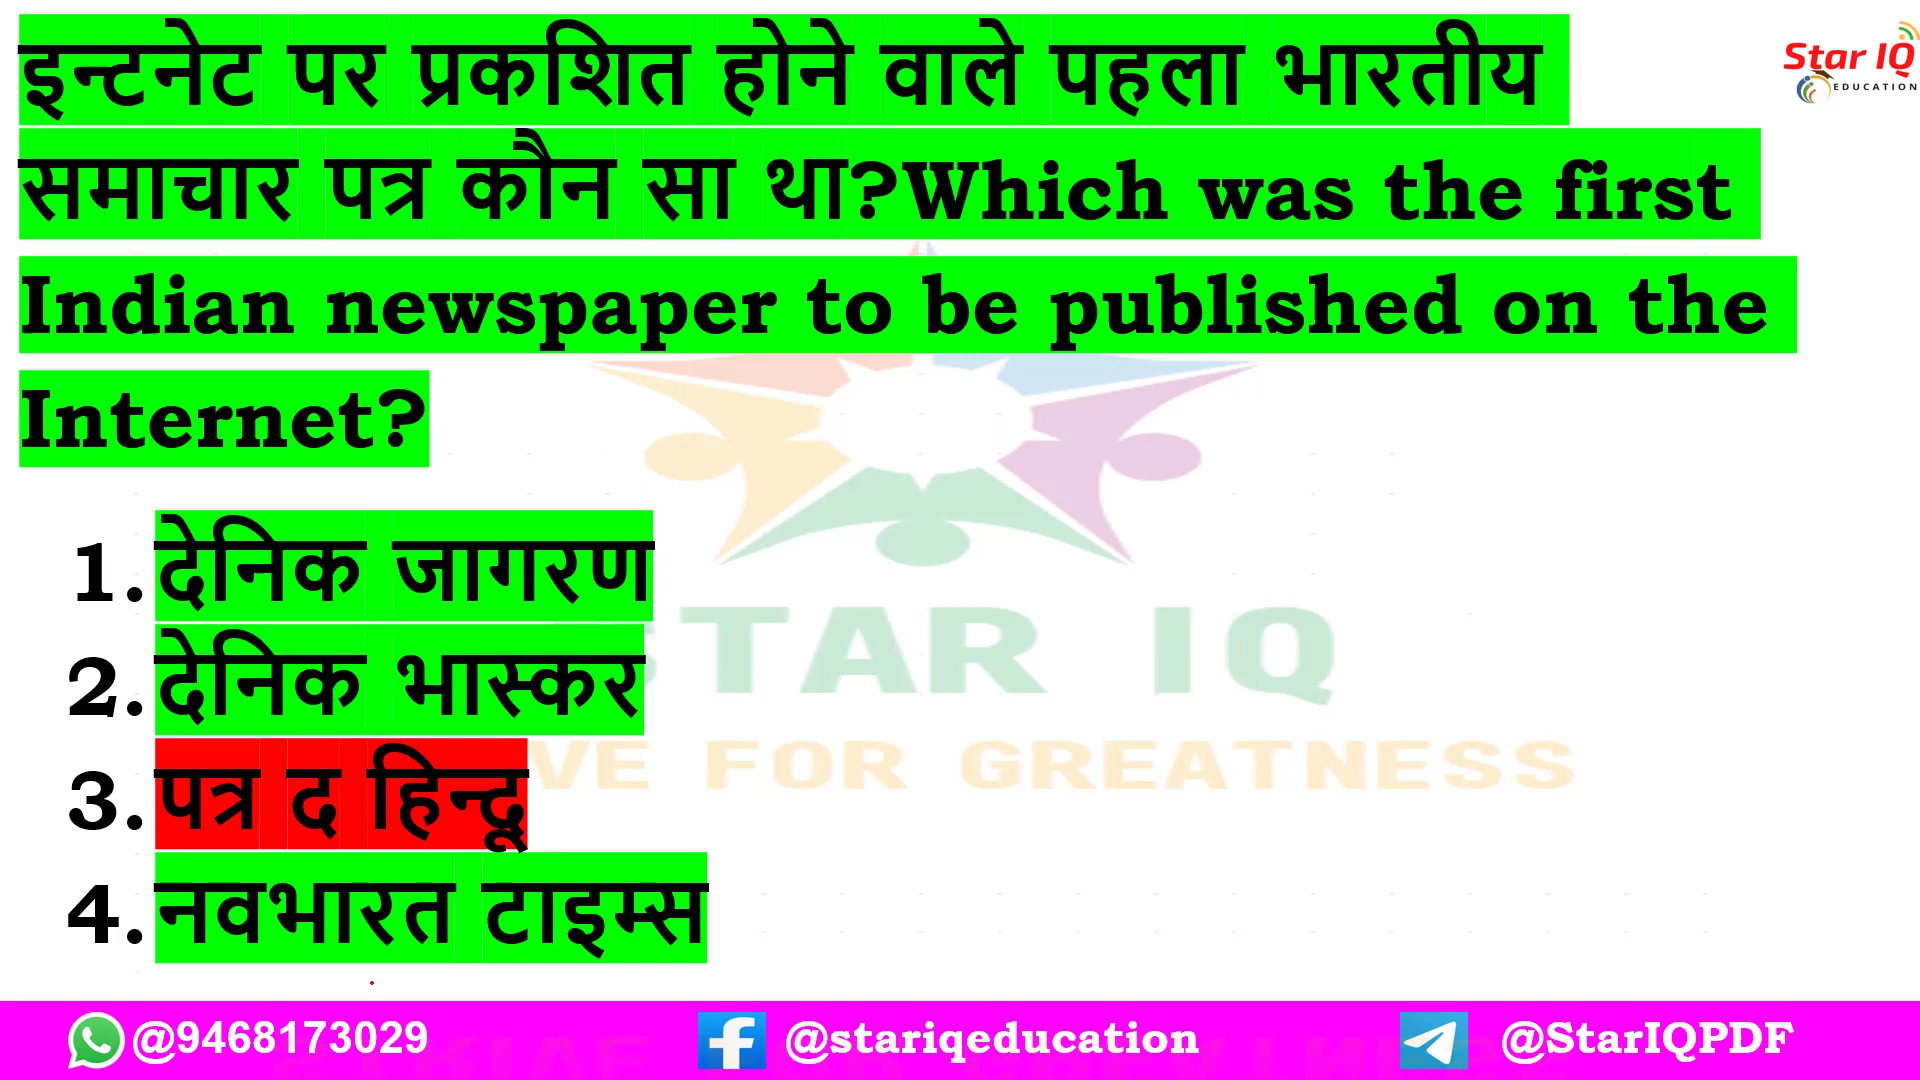 इन्टनेट पर प्रकशित होने वाले पहला भारतीय
Star IQ
EDUCATION
समाचार पत्र कौन सा था?Which was the first
Indian newspaper to be published on the
Internet?
1. देनिक जागरण
2. देनिक भास्कर
3. पत्र द हिन्दू
4. नवभारत टाइम्स
STAR IQ
VE FOR GREATNESS
@9468173029
@stariqeducation
@StarIQPDF